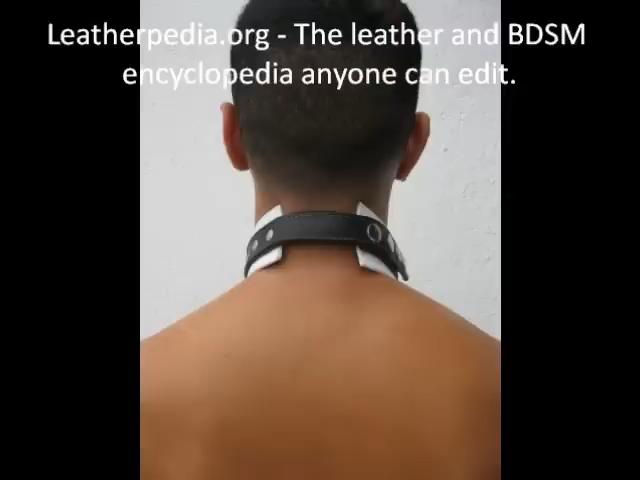 Leatherpedia.org - The leather and BDSM
encyclopedia anyone can edit.